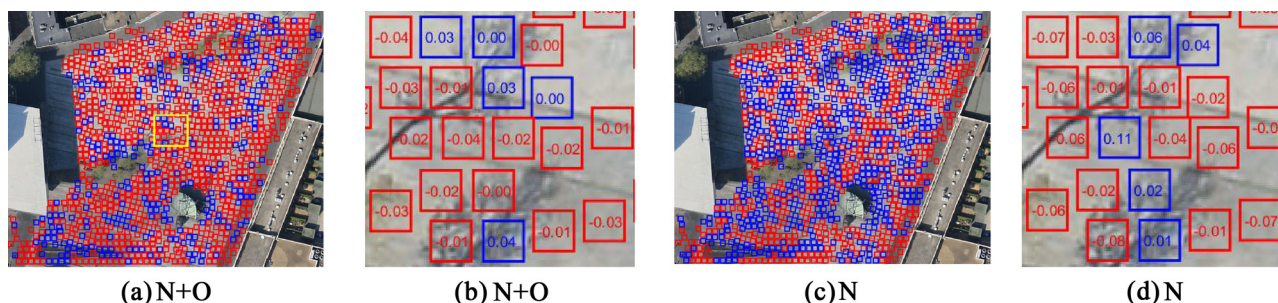 -0.04 0.03 0.00 -0.00
-0.03 -0.01 0.03 0.00
-0.01
-0.02 -0.04 -0.02 -0.02
-0.02 -0.00
-0.03 -0.03
-0.01 0.04 -0.01
-0.07 -0.03 0.06 0.04
-0.06 -0.01 -0.01 -0.02
-0.06 0.11 -0.04 -0.06
-0.02 0.02
-0.06 -0.07
-0.08 0.01 -0.01
(a) N+O (b) N+O (c) N (d) N